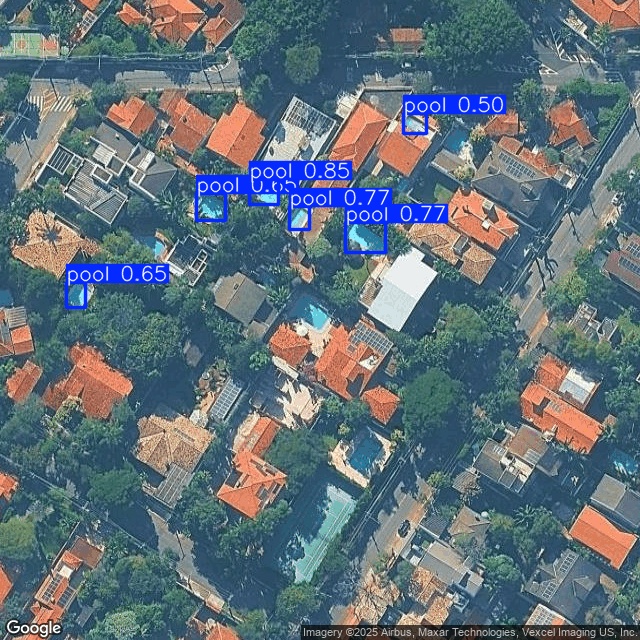 pool 0.50
pool 0.85
pool 0.65
pool 0.77
pool 0.77
pool 0.65
Google
Imagery ©2025 Airbus, Maxar Technologies, Vexcel Imaging US, Inc.